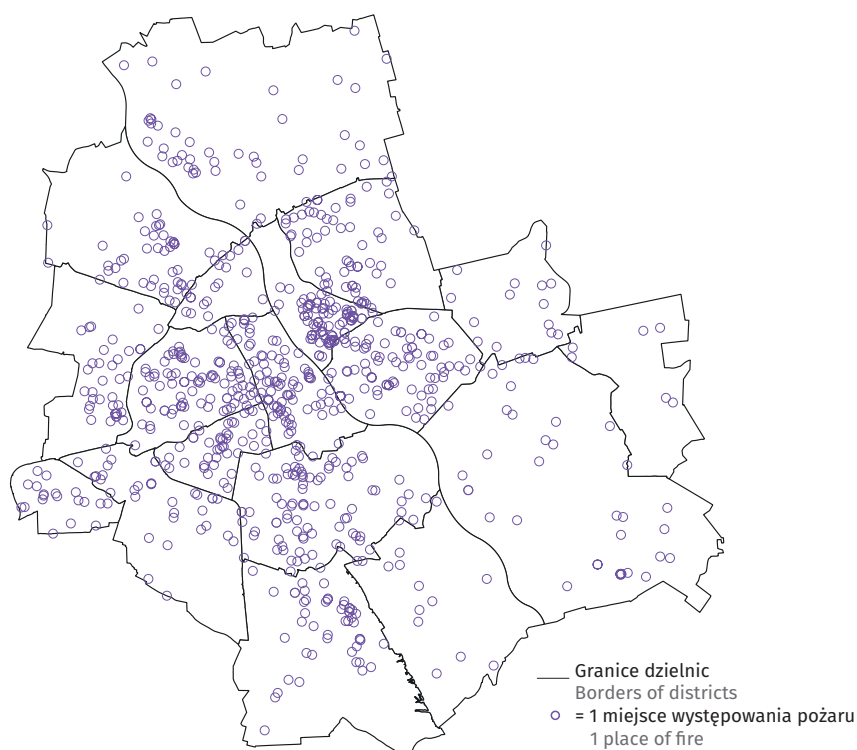 Granice dzielnic
Borders of districts
= 1 miejsce występowania pożaru
1 place of fire